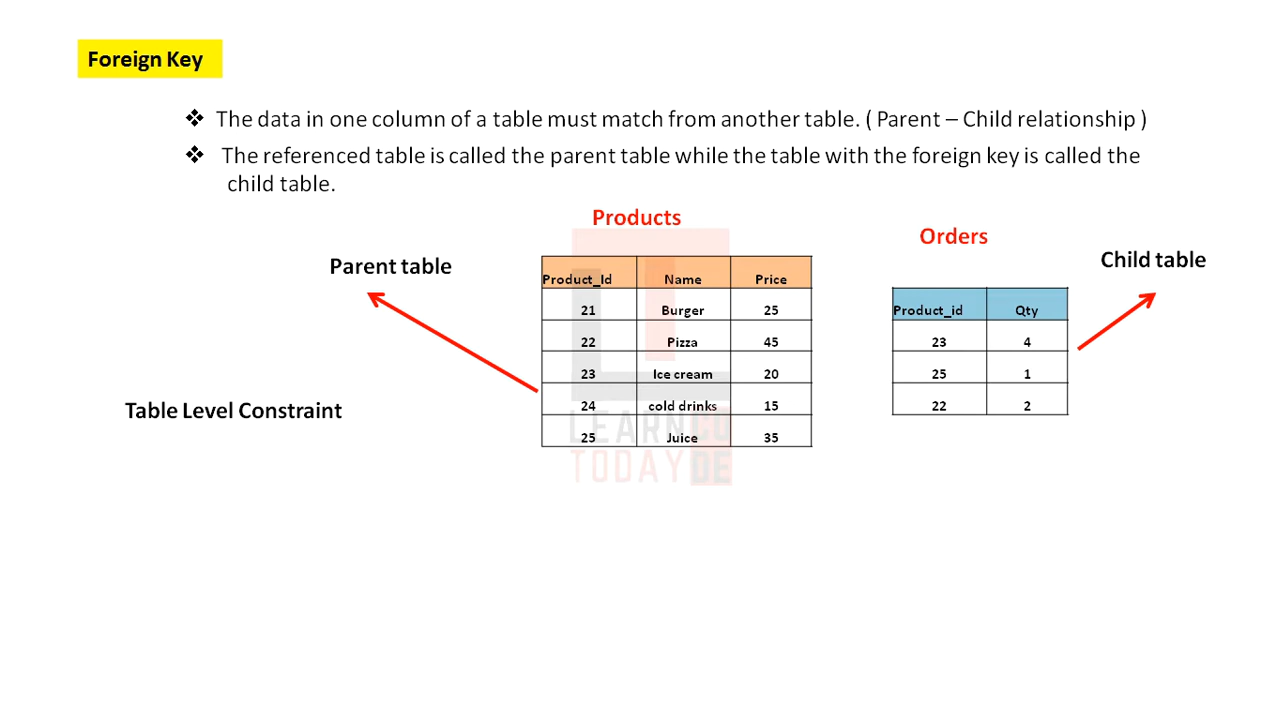 Foreign Key
❖ The data in one column of a table must match from another table. ( Parent – Child relationship )
❖ The referenced table is called the parent table while the table with the foreign key is called the
child table.
Products
Orders
Parent table
Child table
Product_Id Name Price
21 Burger 25
22 Pizza 45
23 Ice cream 20
24 cold drinks 15
25 Juice 35
Product_id Qty
23 4
25 1
22 2
Table Level Constraint
LEARNCO
TODAYDE